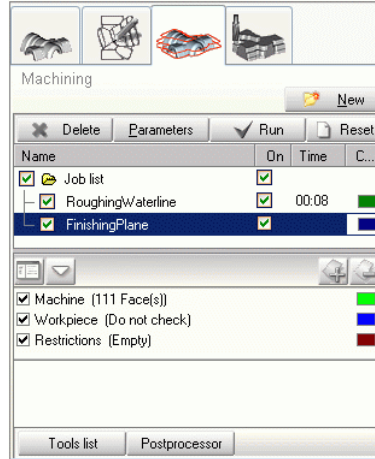 Machining
New
Delete Parameters Run Reset
Name On Time C...
Job list
RoughingWaterline 00:08
FinishingPlane
Machine (111 Face(s))
Workpiece (Do not check)
Restrictions (Empty)
Tools list Postprocessor